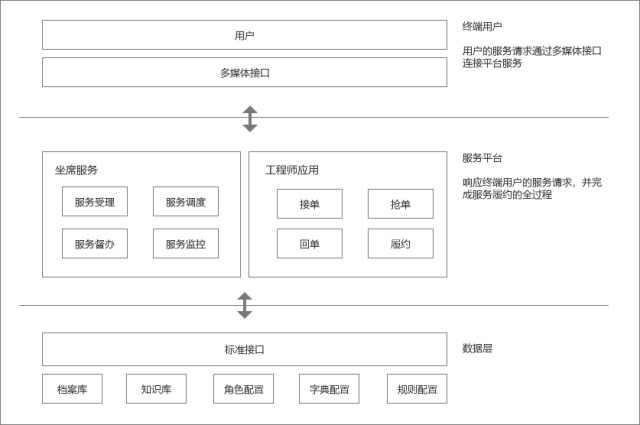 用户
终端用户
多媒体接口
用户的服务请求通过多媒体接口
连接平台服务
坐席服务
服务受理
服务调度
服务督办
服务监控
工程师应用
接单
抢单
回单
履约
服务平台
响应终端用户的服务请求，并完
成服务履约的全过程
标准接口
数据层
档案库
知识库
角色配置
字典配置
规则配置